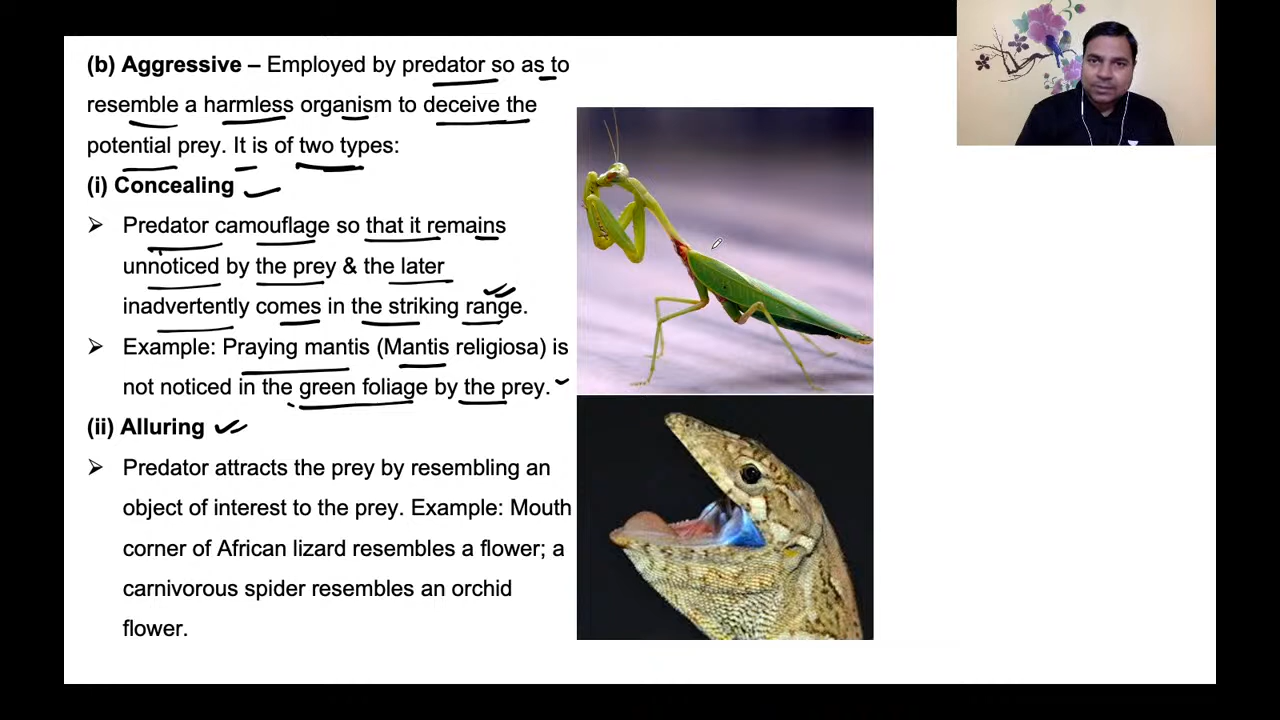 (b) Aggressive – Employed by predator so as to
resemble a harmless organism to deceive the
potential prey. It is of two types:
(i) Concealing
➢ Predator camouflage so that it remains
unnoticed by the prey & the later
inadvertently comes in the striking range.
➢ Example: Praying mantis (Mantis religiosa) is
not noticed in the green foliage by the prey.
(ii) Alluring
➢ Predator attracts the prey by resembling an
object of interest to the prey. Example: Mouth
corner of African lizard resembles a flower; a
carnivorous spider resembles an orchid
flower.